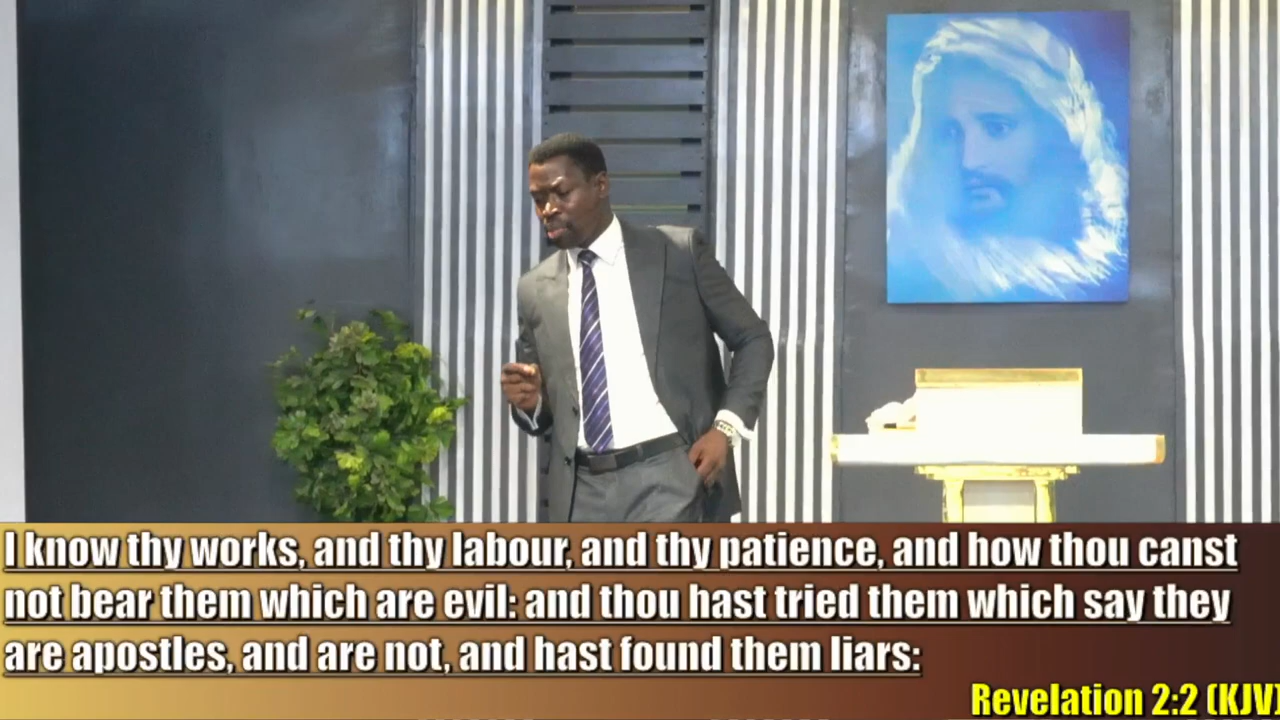 I know thy works, and thy labour, and thy patience, and how thou canst
not bear them which are evil: and thou hast tried them which say they
are apostles, and are not, and hast found them liars:
Revelation 2:2 (KJV)